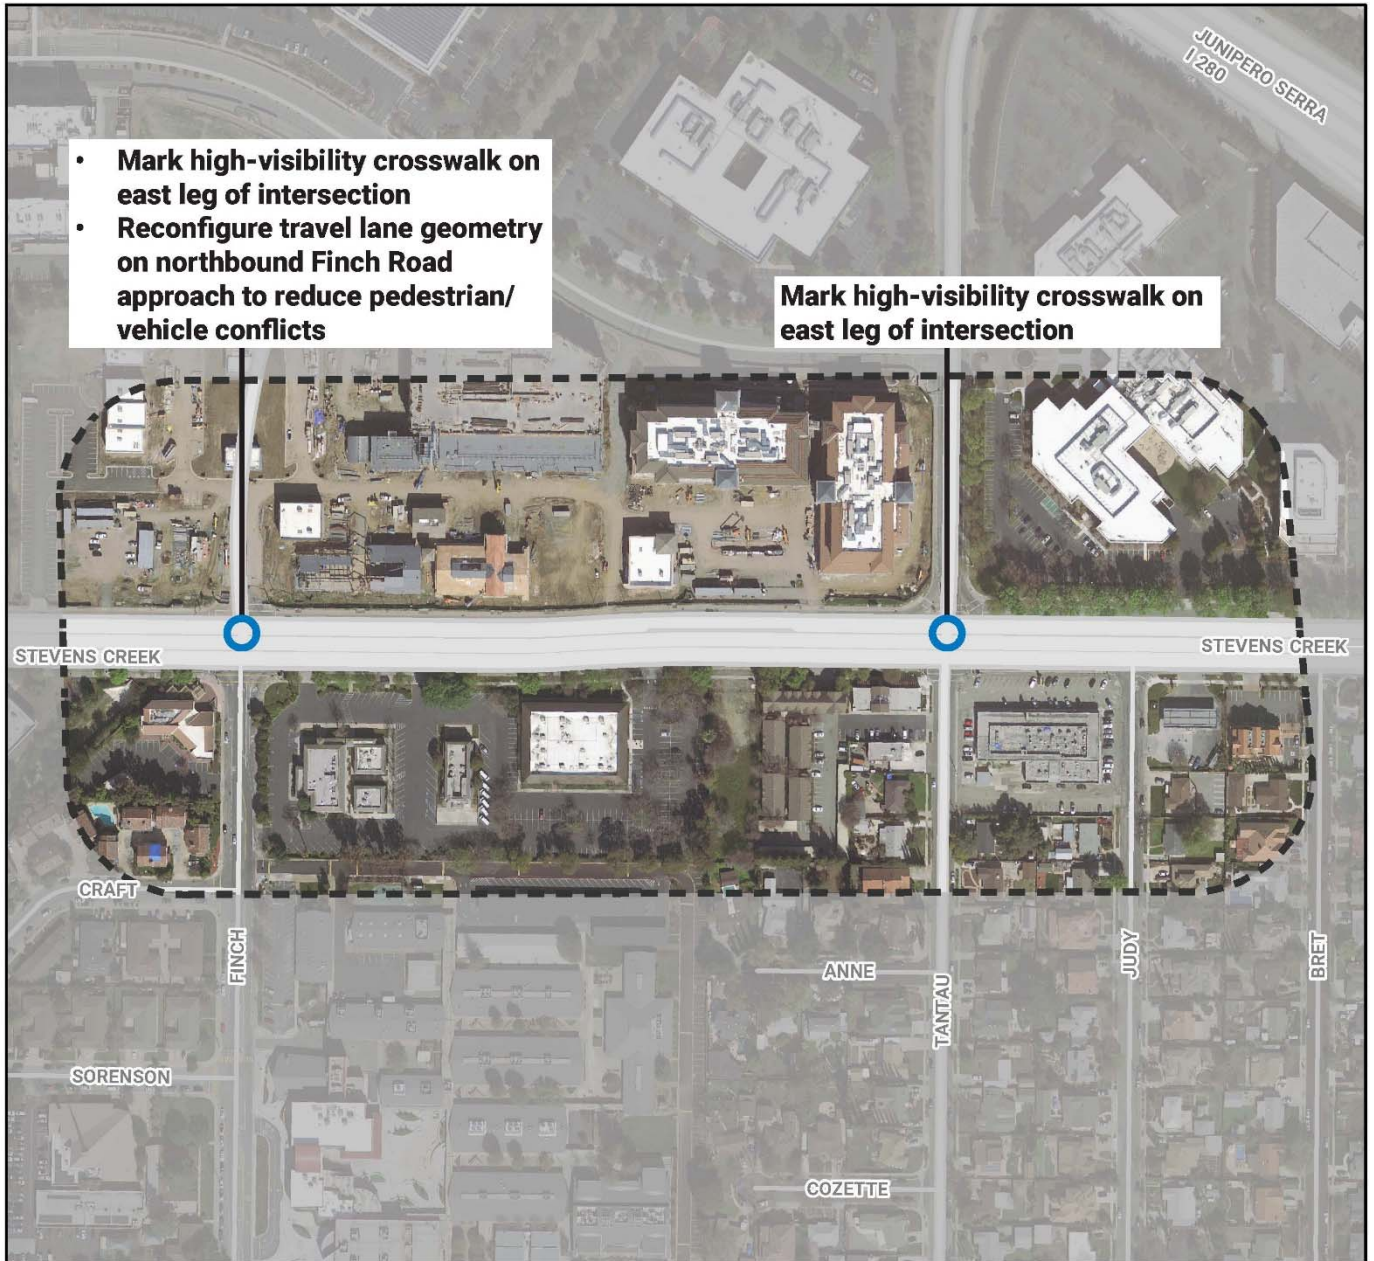 JUNIPERO SERRA
I 280
• Mark high-visibility crosswalk on
east leg of intersection
• Reconfigure travel lane geometry
on northbound Finch Road
approach to reduce pedestrian/
vehicle conflicts
Mark high-visibility crosswalk on
east leg of intersection
STEVENS CREEK
STEVENS CREEK
CRAFT
FINCH
ANNE
TANTAU
JUDY
BRET
SORENSON
COZETTE